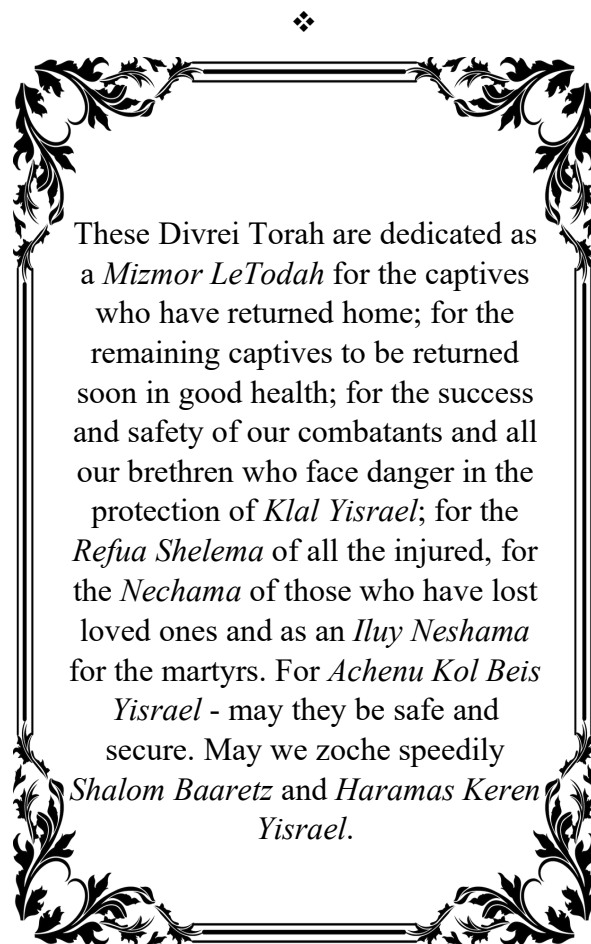 These Divrei Torah are dedicated as
a Mizmor LeTodah for the captives
who have returned home; for the
remaining captives to be returned
soon in good health; for the success
and safety of our combatants and all
our brethren who face danger in the
protection of Klal Yisrael; for the
Refua Shelema of all the injured, for
the Nechama of those who have lost
loved ones and as an Iluy Neshama
for the martyrs. For Achenu Kol Beis
Yisrael - may they be safe and
secure. May we zoche speedily
Shalom Baaretz and Haramas Keren
Yisrael.